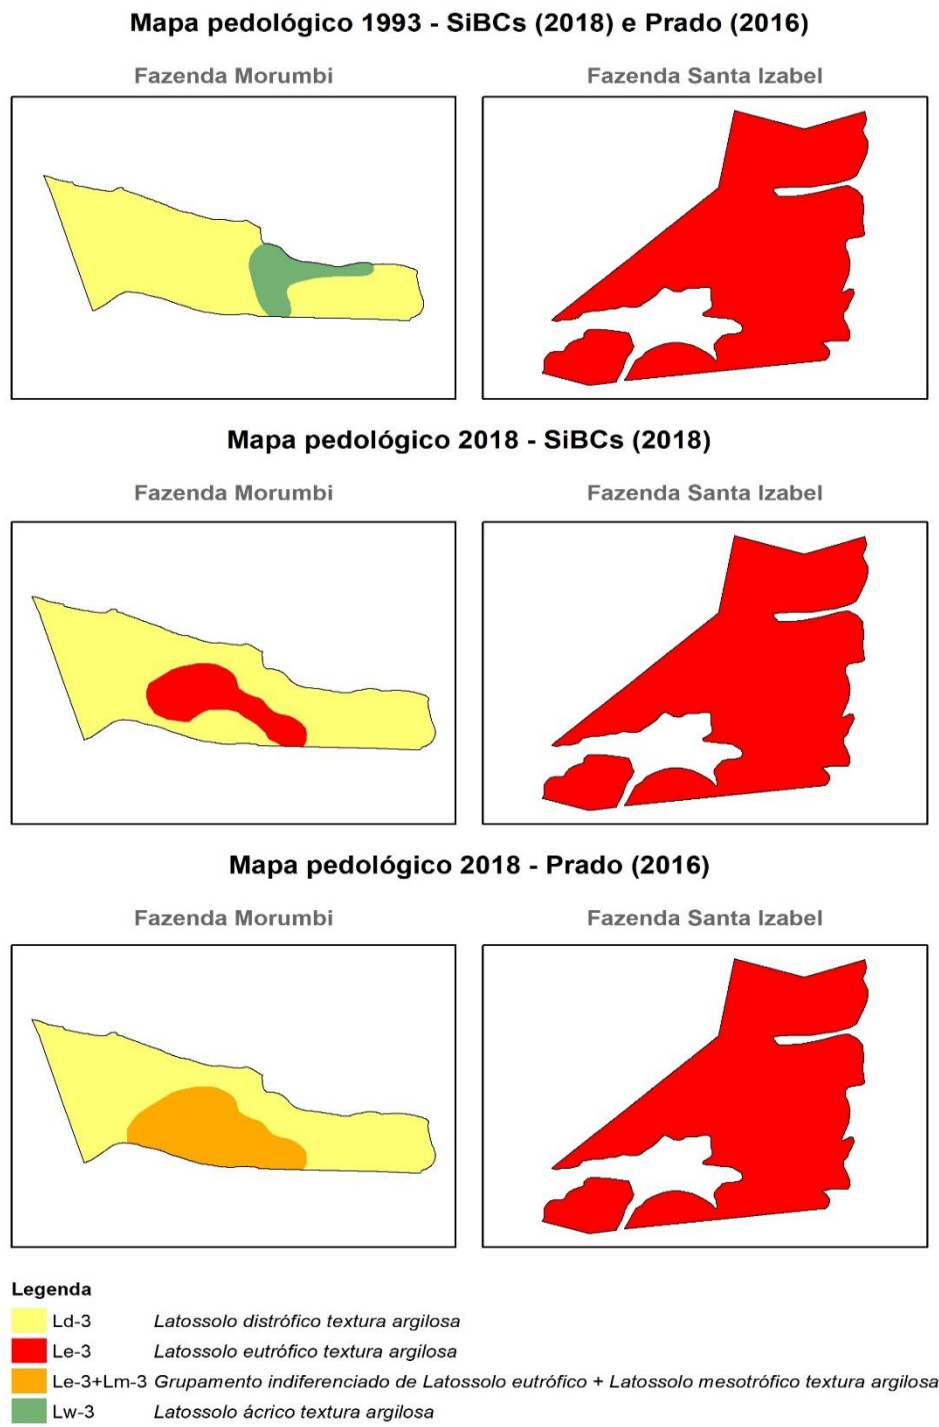 Mapa pedológico 1993 - SiBCs (2018) e Prado (2016)
Fazenda Morumbi
Fazenda Santa Izabel
Mapa pedológico 2018 - SiBCs (2018)
Fazenda Morumbi
Fazenda Santa Izabel
Mapa pedológico 2018 - Prado (2016)
Fazenda Morumbi
Fazenda Santa Izabel
Legenda
Ld-3 Latossolo distrófico textura argilosa
Le-3 Latossolo eutrófico textura argilosa
Le-3+Lm-3 Grupamento indiferenciado de Latossolo eutrófico + Latossolo mesotrófico textura argilosa
Lw-3 Latossolo ácrico textura argilosa